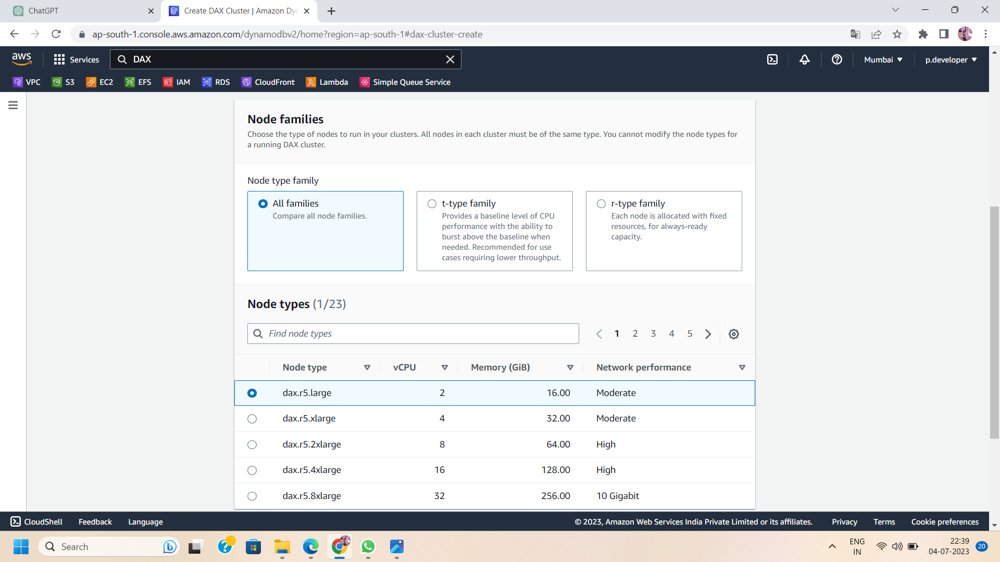 ChatGPT
Create DAX Cluster | Amazon Dy
ap-south-1.console.aws.amazon.com/dynamodbv2/home?region=ap-south-1#dax-cluster-create
aws
Services
DAX
Mumbai
p.developer
VPC
S3
EC2
EFS
IAM
RDS
CloudFront
Lambda
Simple Queue Service
Node families
Choose the type of nodes to run in your clusters. All nodes in each cluster must be of the same type. You cannot modify the node types for
a running DAX cluster.
Node type family
All families
Compare all node families.
t-type family
Provides a baseline level of CPU
performance with the ability to
burst above the baseline when
needed. Recommended for use
cases requiring lower throughput.
r-type family
Each node is allocated with fixed
resources, for always-ready
capacity.
Node types (1/23)
Find node types
1 2 3 4 5
Node type vCPU Memory (GiB) Network performance
dax.r5.large 2 16.00 Moderate
dax.r5.xlarge 4 32.00 Moderate
dax.r5.2xlarge 8 64.00 High
dax.r5.4xlarge 16 128.00 High
dax.r5.8xlarge 32 256.00 10 Gigabit
CloudShell Feedback Language
© 2023, Amazon Web Services India Private Limited or its affiliates. Privacy Terms Cookie preferences
Search
ENG
IN
22:39
04-07-2023
20